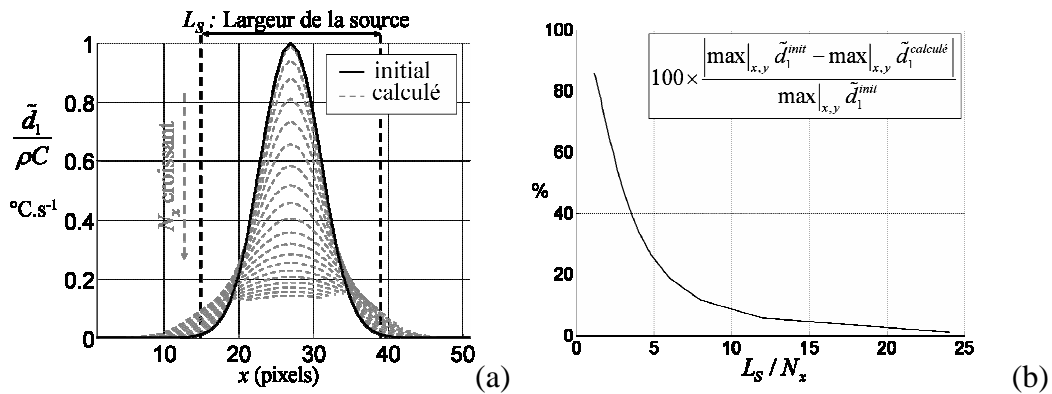 L_S : Largeur de la source
1
0.8
0.6
0.4
0.2
0
d̃_1 / ρC
°C.s⁻¹
N_x croissant
initial
calculé
10 20 30 40 50
x (pixels)
(a)
100
80
60
40
20
0
%
100 × | max|_{x,y} d̃_1^{init} − max|_{x,y} d̃_1^{calculé} | / max|_{x,y} d̃_1^{init}
0 5 10 15 20 25
L_S / N_x
(b)